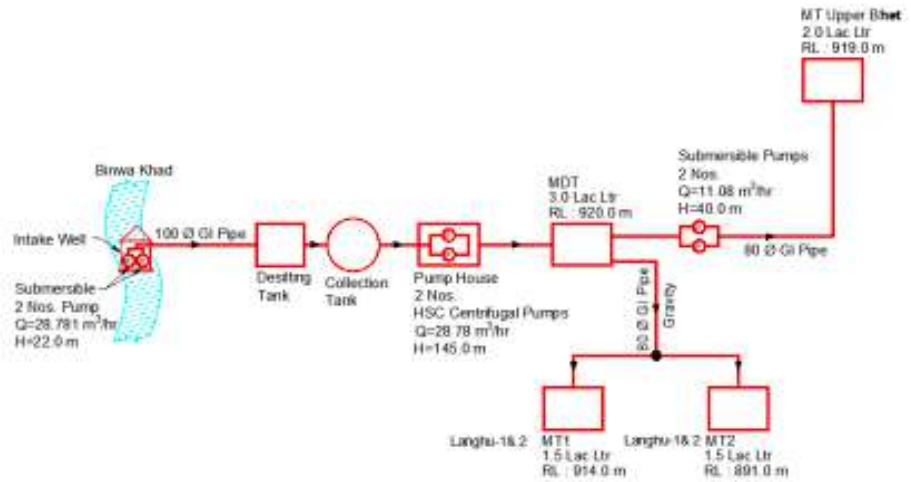 MT Upper Bhet
2.0 Lac Ltr
RL : 919.0 m
Binwa Khad
Intake Well
100 Ø GI Pipe
Submersible
2 Nos. Pump
Q=28.781 m³/hr
H=22.0 m
Desilting
Tank
Collection
Tank
Pump House
2 Nos.
HSC Centrifugal Pumps
Q=28.78 m³/hr
H=145.0 m
MDT
3.0 Lac Ltr
RL : 920.0 m
Submersible Pumps
2 Nos.
Q=11.08 m³/hr
H=40.0 m
80 Ø GI Pipe
80 Ø GI Pipe
Gravity
Langhu-1& 2
MT1
1.5 Lac Ltr
RL : 914.0 m
Langhu-1& 2
MT2
1.5 Lac Ltr
RL : 891.0 m